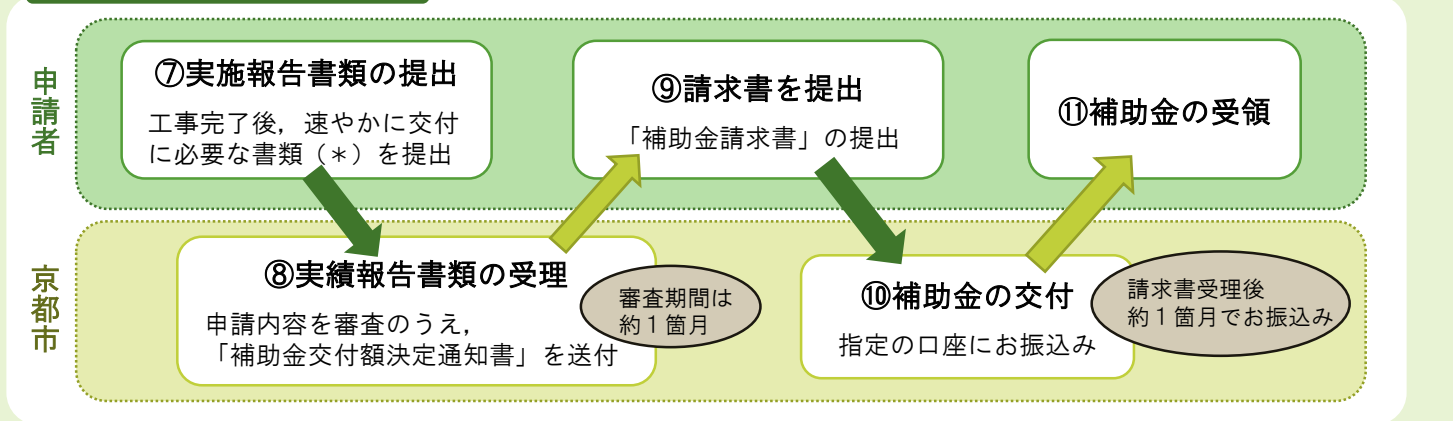 申請者
⑦実施報告書類の提出
工事完了後，速やかに交付
に必要な書類（＊）を提出
⑨請求書を提出
「補助金請求書」の提出
⑪補助金の受領
京都市
⑧実績報告書類の受理
申請内容を審査のうえ，
「補助金交付額決定通知書」を送付
審査期間は
約１箇月
⑩補助金の交付
指定の口座にお振込み
請求書受理後
約１箇月でお振込み